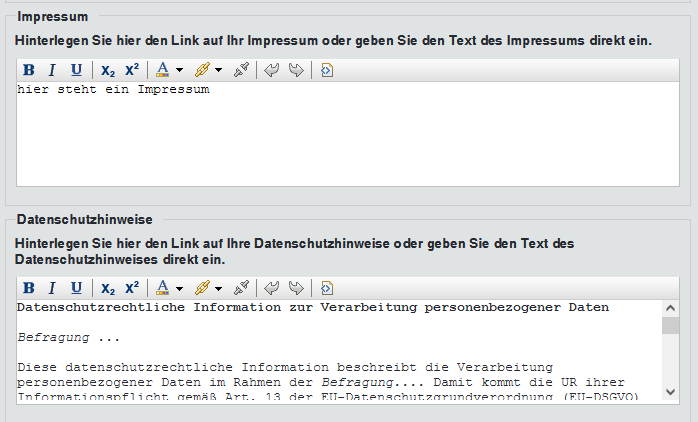 Impressum
Hinterlegen Sie hier den Link auf Ihr Impressum oder geben Sie den Text des Impressums direkt ein.
B I U X₂ X² A
hier steht ein Impressum
Datenschutzhinweise
Hinterlegen Sie hier den Link auf Ihre Datenschutzhinweise oder geben Sie den Text des
Datenschutzhinweises direkt ein.
B I U X₂ X² A
Datenschutzrechtliche Information zur Verarbeitung personenbezogener Daten
Befragung ...
Diese datenschutzrechtliche Information beschreibt die Verarbeitung
personenbezogener Daten im Rahmen der Befragung.... Damit kommt die UR ihrer
Informationspflicht gemäß Art. 13 der EU-Datenschutzgrundverordnung (EU-DSGVO)